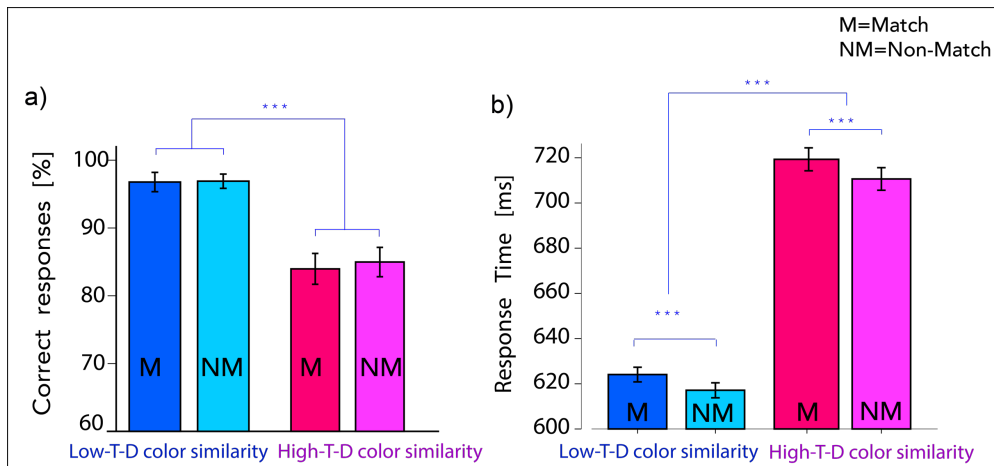 M=Match
NM=Non-Match
a)
***
Correct responses [%]
100
90
80
70
60
M
NM
M
NM
Low-T-D color similarity
High-T-D color similarity
b)
***
***
***
Response Time [ms]
720
700
680
660
640
620
600
M
NM
M
NM
Low-T-D color similarity
High-T-D color similarity